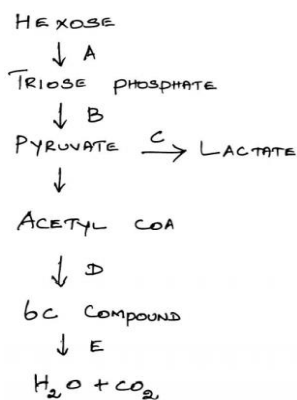 HEXOSE
↓ A
TRIOSE PHOSPHATE
↓ B
PYRUVATE C→ LACTATE
↓
ACETYL COA
↓ D
6C COMPOUND
↓ E
H₂O + CO₂